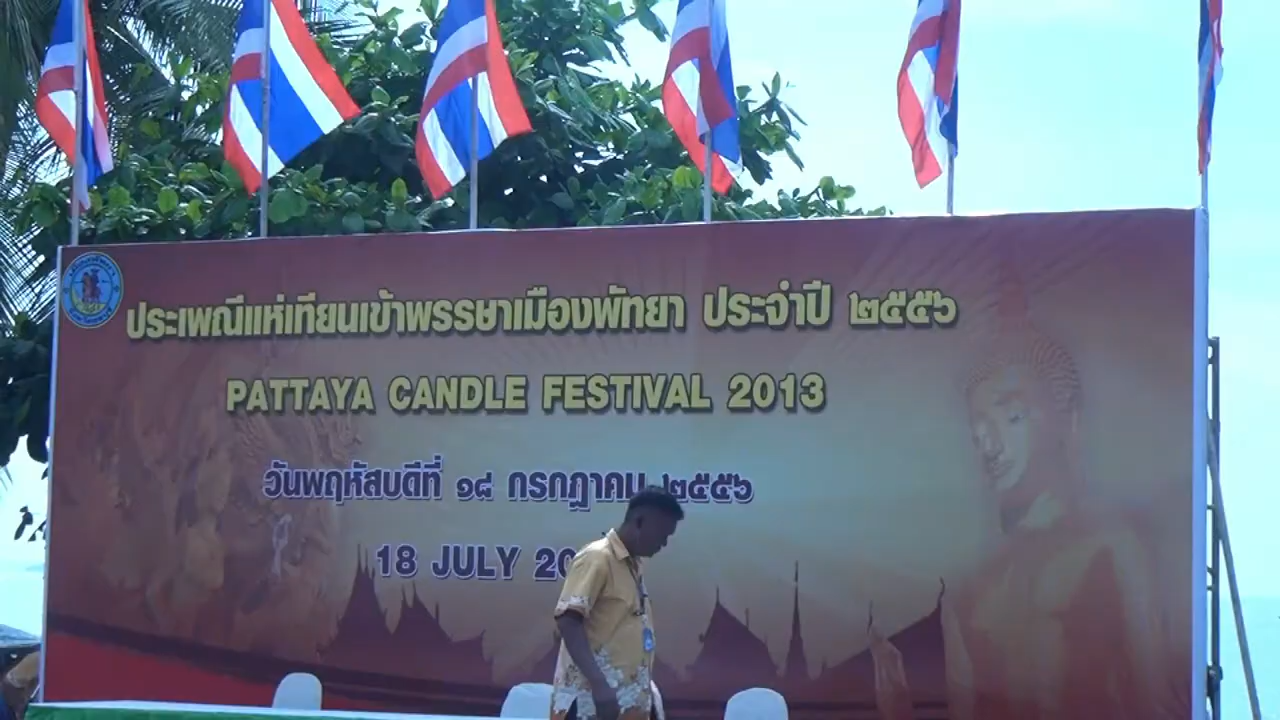 ประเพณีแห่เทียนเข้าพรรษาเมืองพัทยา ประจำปี ๒๕๕๖
PATTAYA CANDLE FESTIVAL 2013
วันพฤหัสบดีที่ ๑๘ กรกฎาคม ๒๕๕๖
18 JULY 20